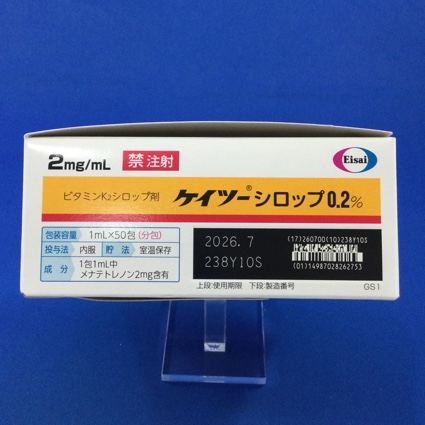 2mg/mL 禁注射
Eisai
ビタミンK2シロップ剤 ケイツー®シロップ0.2%
包装容量 1mL×50包(分包)
投与法 内服 貯法 室温保存
成分 1包1mL中
メナテトレノン2mg含有
2026.7
238Y10S
(17)260700(10)238Y10S
(01)14987028262753
上段:使用期限 下段:製造番号
GS1